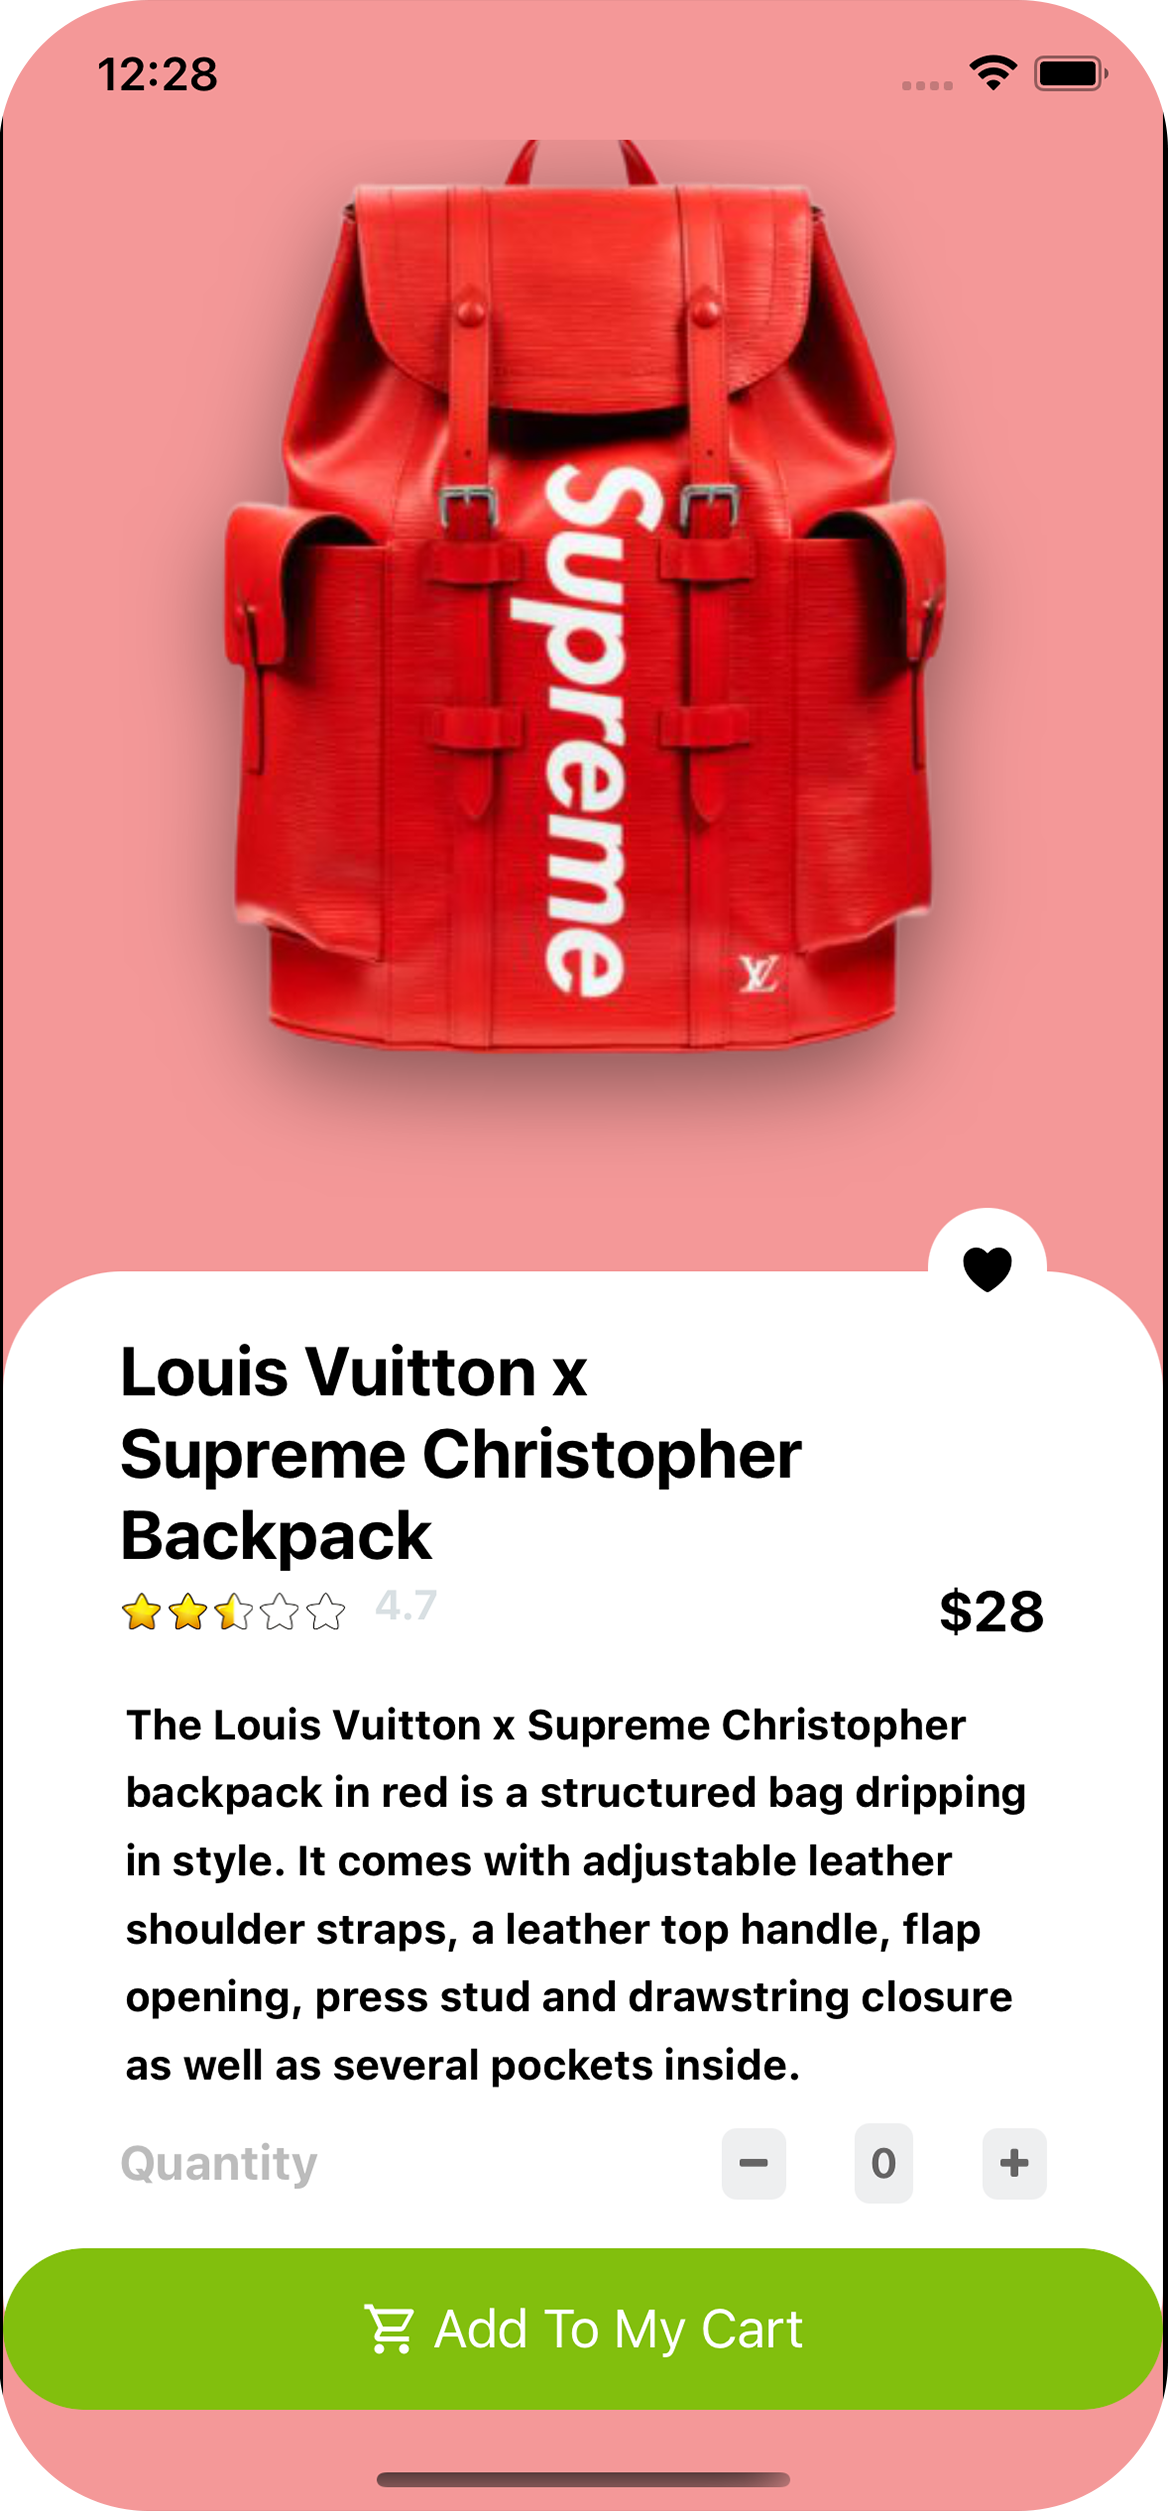 12:28
Supreme
LV
Louis Vuitton x
Supreme Christopher
Backpack
4.7
$28
The Louis Vuitton x Supreme Christopher
backpack in red is a structured bag dripping
in style. It comes with adjustable leather
shoulder straps, a leather top handle, flap
opening, press stud and drawstring closure
as well as several pockets inside.
Quantity
0
Add To My Cart